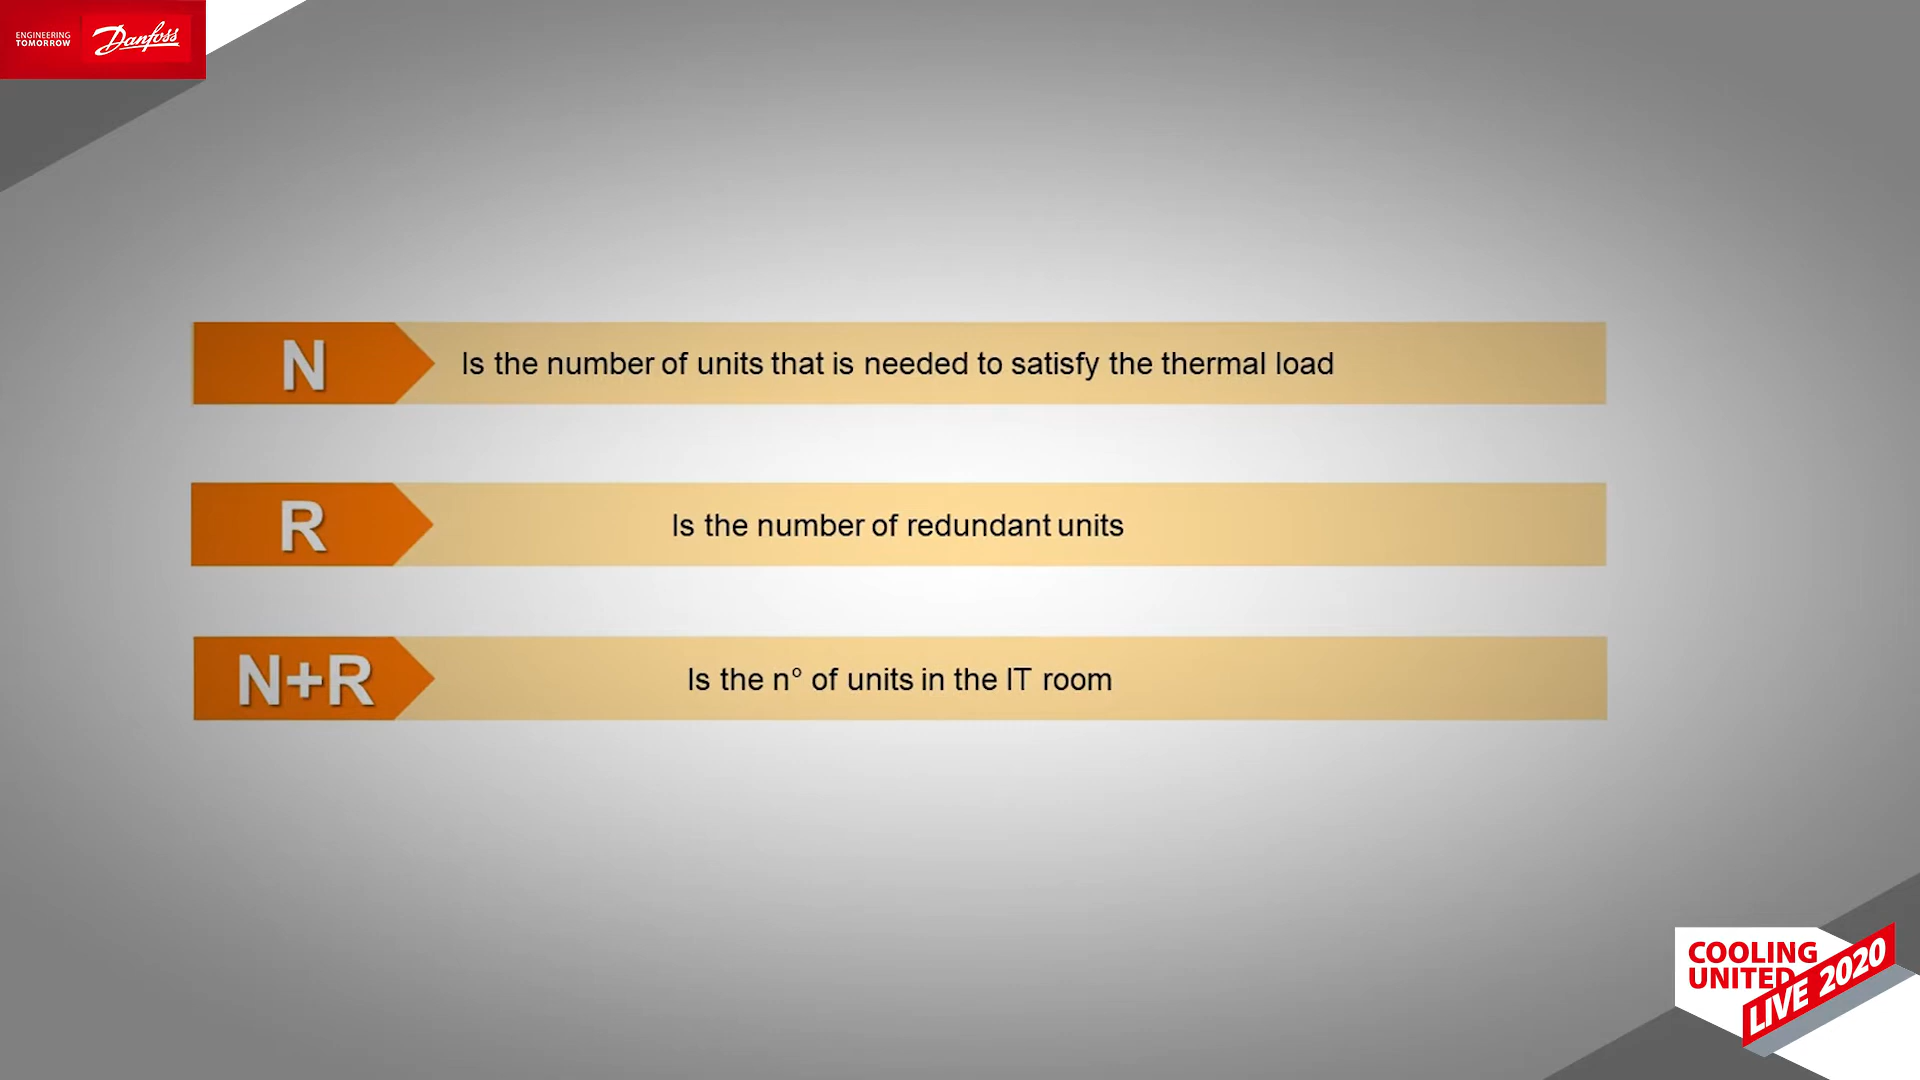 ENGINEERING
TOMORROW
Danfoss
N
Is the number of units that is needed to satisfy the thermal load
R
Is the number of redundant units
N+R
Is the n° of units in the IT room
COOLING
UNITED
LIVE 2020